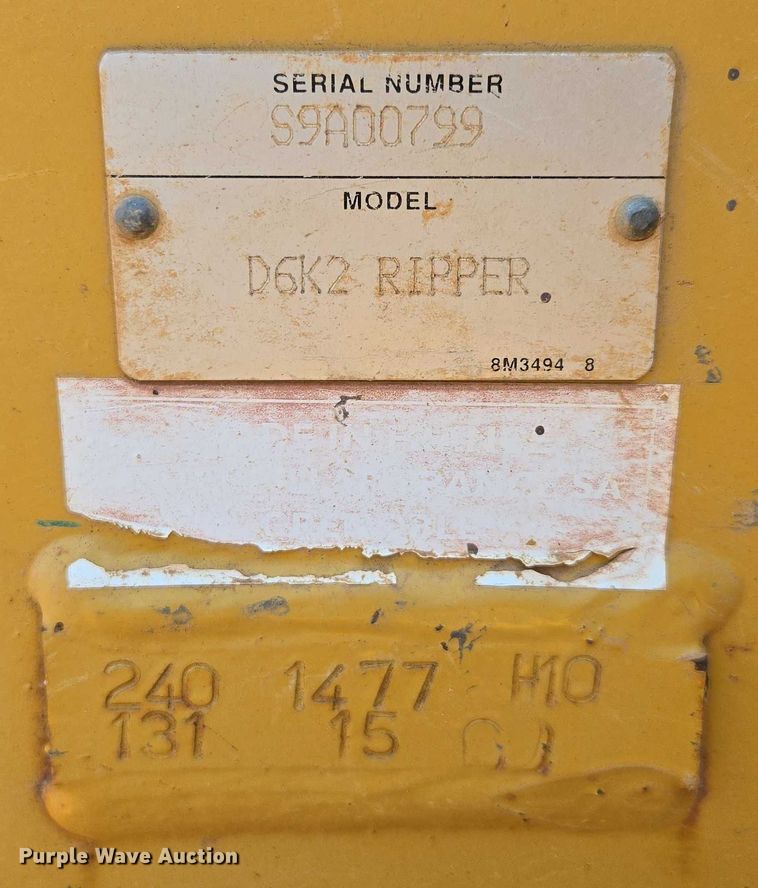 SERIAL NUMBER
S9A00799
MODEL
D6K2 RIPPER
8M3494 8
240 1477 H10
131 15
Purple Wave Auction